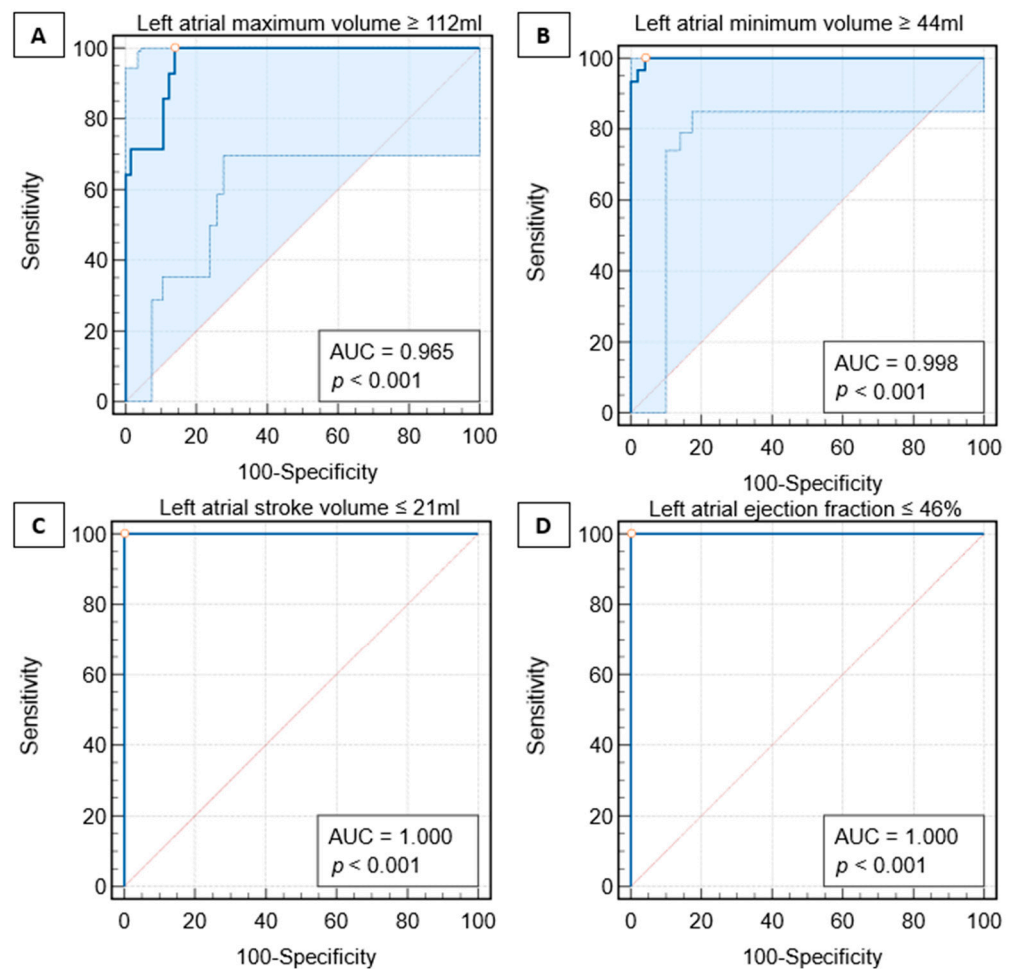 A
Left atrial maximum volume ≥ 112ml
100
80
60
40
20
0
Sensitivity
AUC = 0.965
p < 0.001
0 20 40 60 80 100
100-Specificity
B
Left atrial minimum volume ≥ 44ml
100
80
60
40
20
0
Sensitivity
AUC = 0.998
p < 0.001
0 20 40 60 80 100
100-Specificity
C
Left atrial stroke volume ≤ 21ml
100
80
60
40
20
0
Sensitivity
AUC = 1.000
p < 0.001
0 20 40 60 80 100
100-Specificity
D
Left atrial ejection fraction ≤ 46%
100
80
60
40
20
0
Sensitivity
AUC = 1.000
p < 0.001
0 20 40 60 80 100
100-Specificity